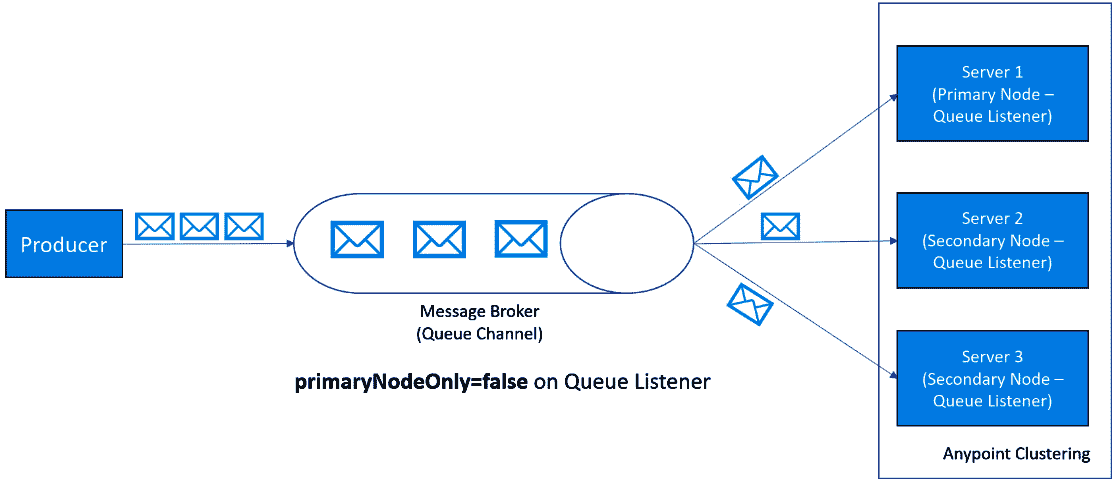 Producer
Message Broker
(Queue Channel)
primaryNodeOnly=false on Queue Listener
Server 1
(Primary Node –
Queue Listener)
Server 2
(Secondary Node –
Queue Listener)
Server 3
(Secondary Node –
Queue Listener)
Anypoint Clustering